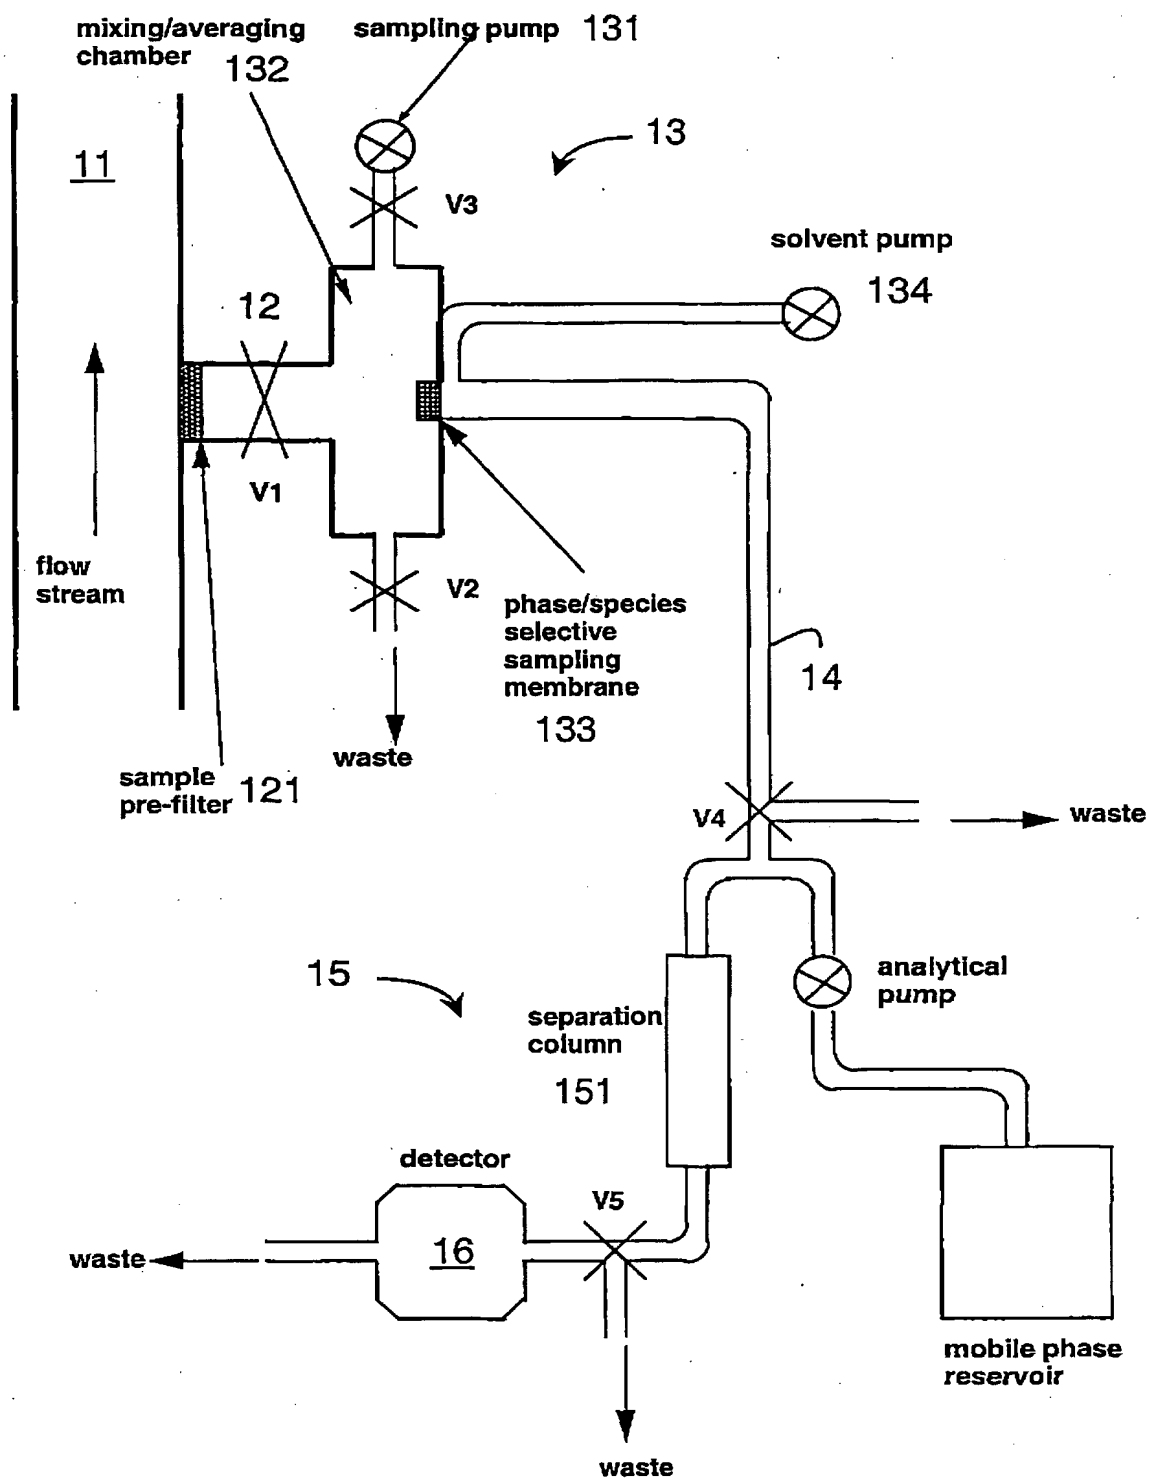 mixing/averaging
chamber
132
sampling pump 131
11
13
V3
solvent pump
134
12
V1
flow
stream
V2
phase/species
selective
sampling
membrane
133
14
waste
sample
pre-filter 121
V4
waste
15
analytical
pump
separation
column
151
detector
V5
waste
16
mobile phase
reservoir
waste